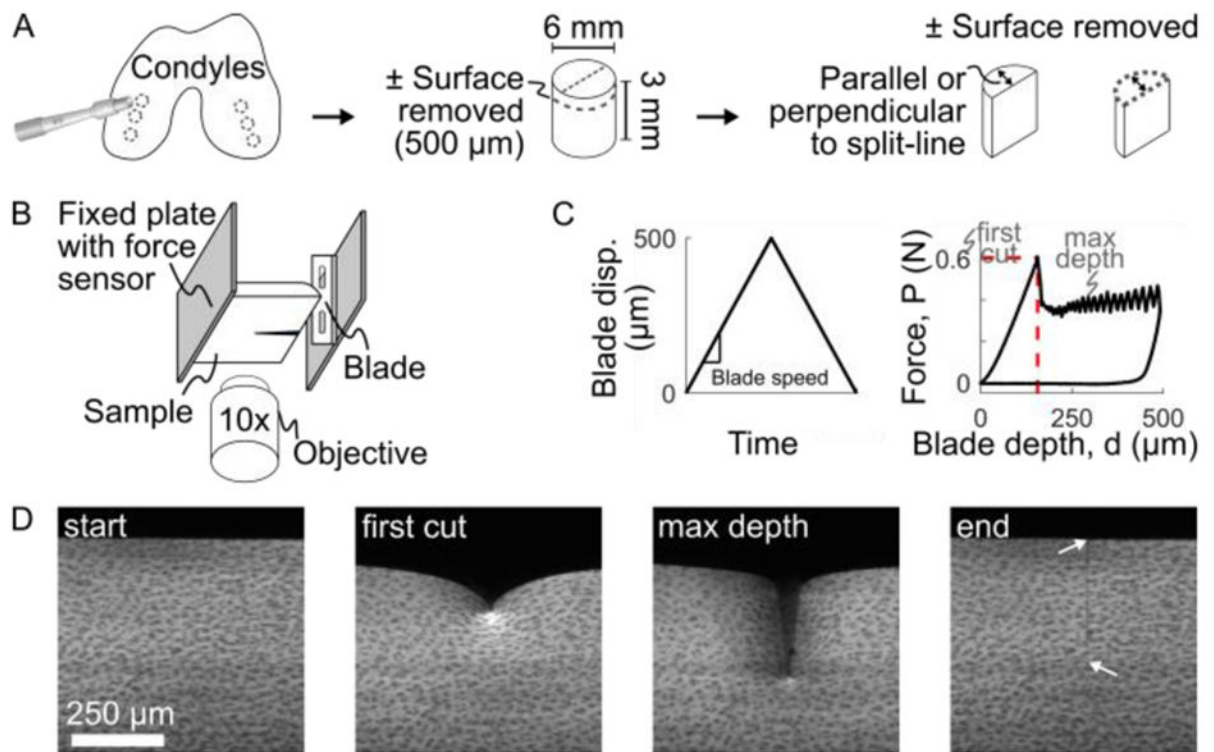 A
Condyles
± Surface
removed
(500 µm)
6 mm
3 mm
± Surface removed
Parallel or
perpendicular
to split-line
B
Fixed plate
with force
sensor
Blade
Sample
10x
Objective
C
Blade disp.
(µm)
500
0
Blade speed
Time
Force, P (N)
0.6
0
first
cut
max
depth
0
250
500
Blade depth, d (µm)
D
start
first cut
max depth
end
250 µm